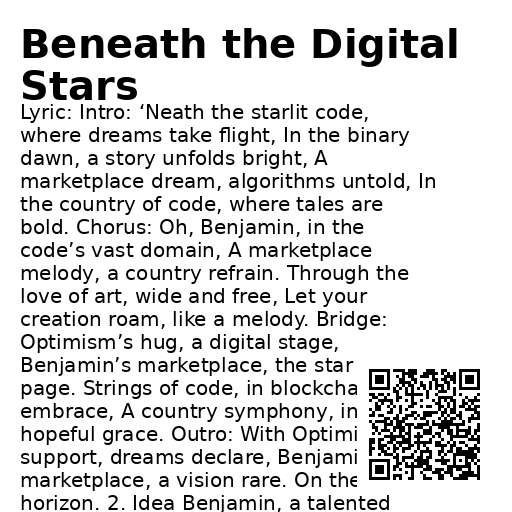 Beneath the Digital
Stars
Lyric: Intro: ‘Neath the starlit code,
where dreams take flight, In the binary
dawn, a story unfolds bright, A
marketplace dream, algorithms untold, In
the country of code, where tales are
bold. Chorus: Oh, Benjamin, in the
code’s vast domain, A marketplace
melody, a country refrain. Through the
love of art, wide and free, Let your
creation roam, like a melody. Bridge:
Optimism’s hug, a digital stage,
Benjamin’s marketplace, the star
page. Strings of code, in blockcha
embrace, A country symphony, in
hopeful grace. Outro: With Optimi
support, dreams declare, Benjami
marketplace, a vision rare. On the
horizon. 2. Idea Benjamin, a talented